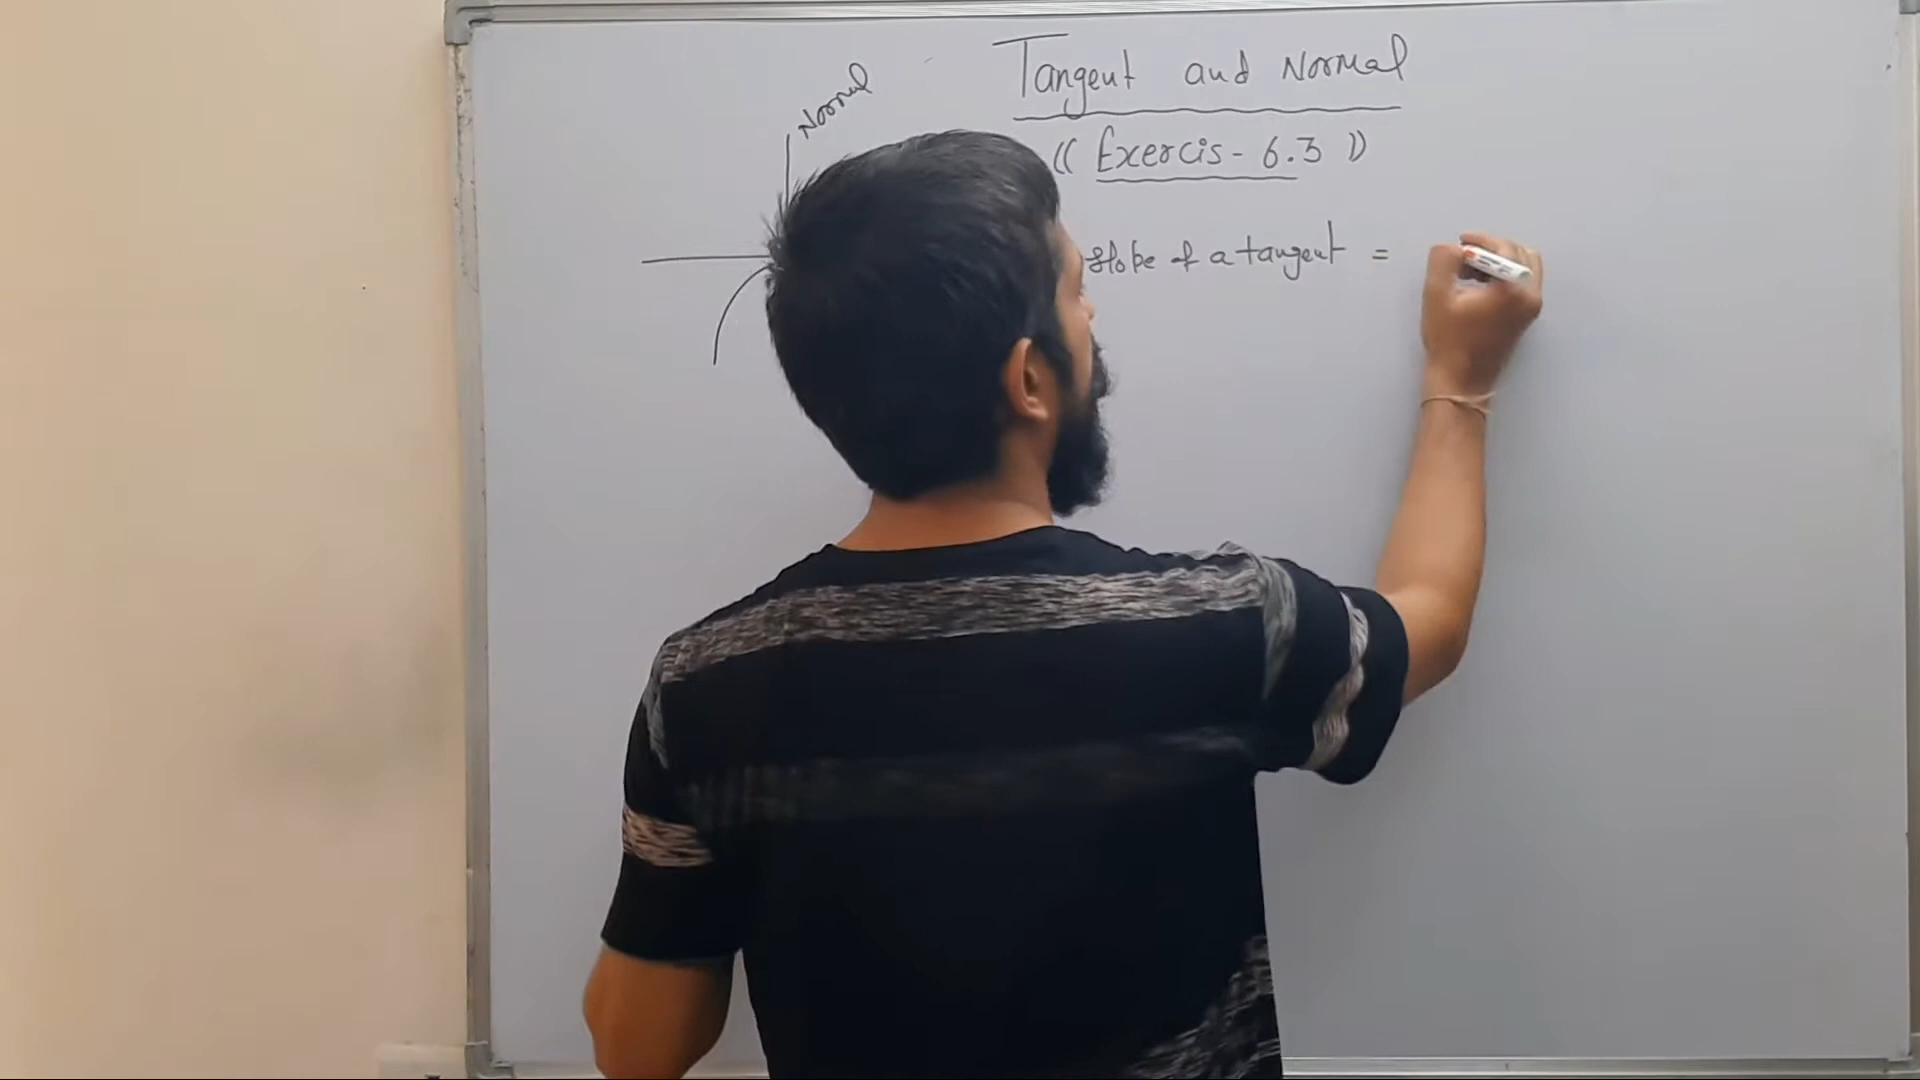 Tangent and Normal
(( Exercis - 6.3 ))
Normal
slope of a tangent =